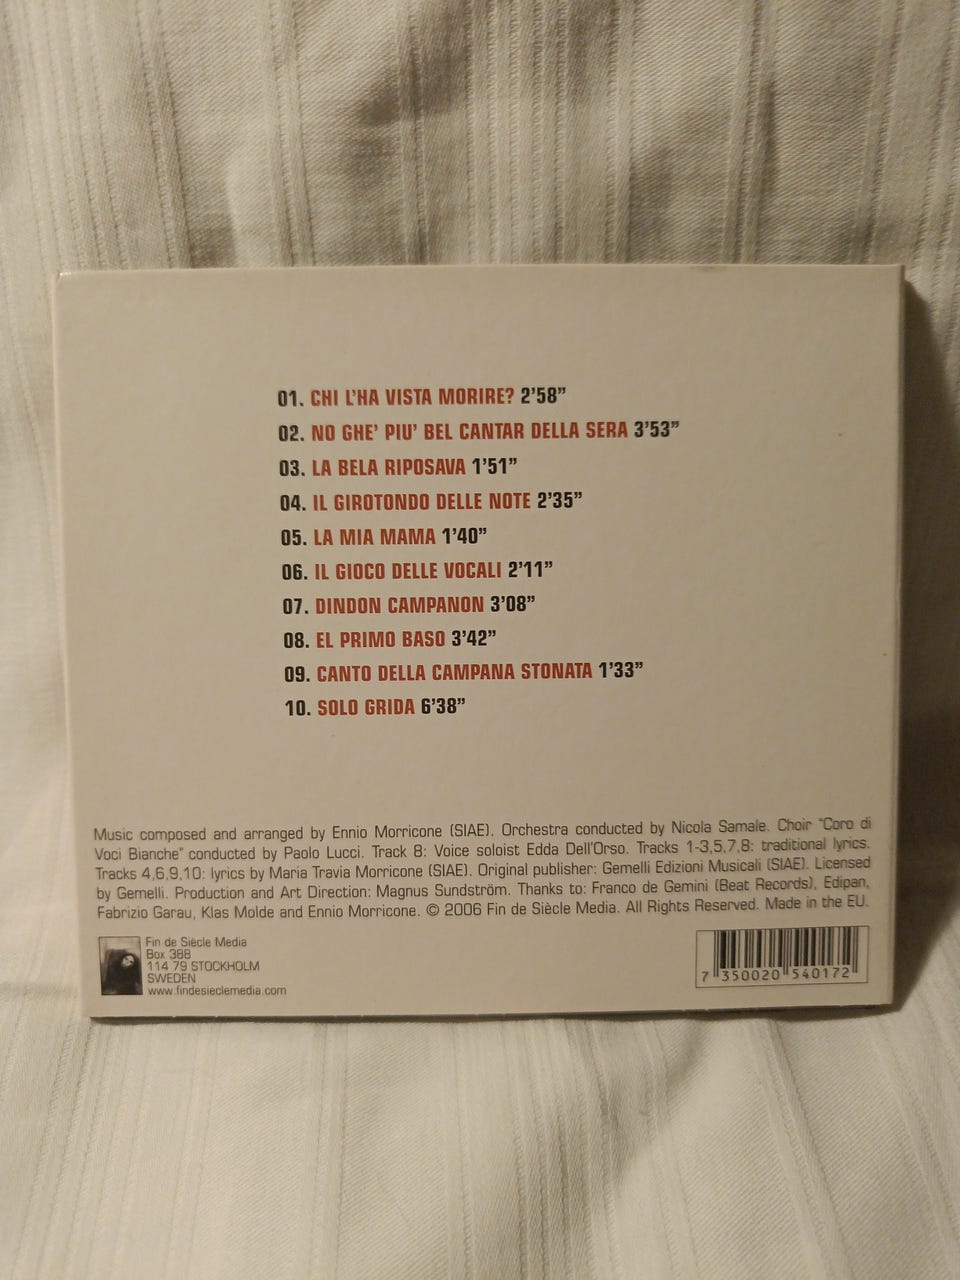 01. CHI L'HA VISTA MORIRE? 2'58”
02. NO GHE' PIU' BEL CANTAR DELLA SERA 3'53”
03. LA BELA RIPOSAVA 1'51”
04. IL GIROTONDO DELLE NOTE 2'35”
05. LA MIA MAMA 1'40”
06. IL GIOCO DELLE VOCALI 2'11”
07. DINDON CAMPANON 3'08”
08. EL PRIMO BASO 3'42”
09. CANTO DELLA CAMPANA STONATA 1'33”
10. SOLO GRIDA 6'38”
Music composed and arranged by Ennio Morricone (SIAE). Orchestra conducted by Nicola Samale. Choir “Coro di
Voci Bianche” conducted by Paolo Lucci. Track 8: Voice soloist Edda Dell'Orso. Tracks 1-3,5,7,8: traditional lyrics.
Tracks 4,6,9,10: lyrics by Maria Travia Morricone (SIAE). Original publisher: Gemelli Edizioni Musicali (SIAE). Licensed
by Gemelli. Production and Art Direction: Magnus Sundström. Thanks to: Franco de Gemini (Beat Records), Edipan,
Fabrizio Garau, Klas Molde and Ennio Morricone. © 2006 Fin de Siècle Media. All Rights Reserved. Made in the EU.
Fin de Siècle Media
Box 388
114 79 STOCKHOLM
SWEDEN
www.findesieclemedia.com
7 350020 540172